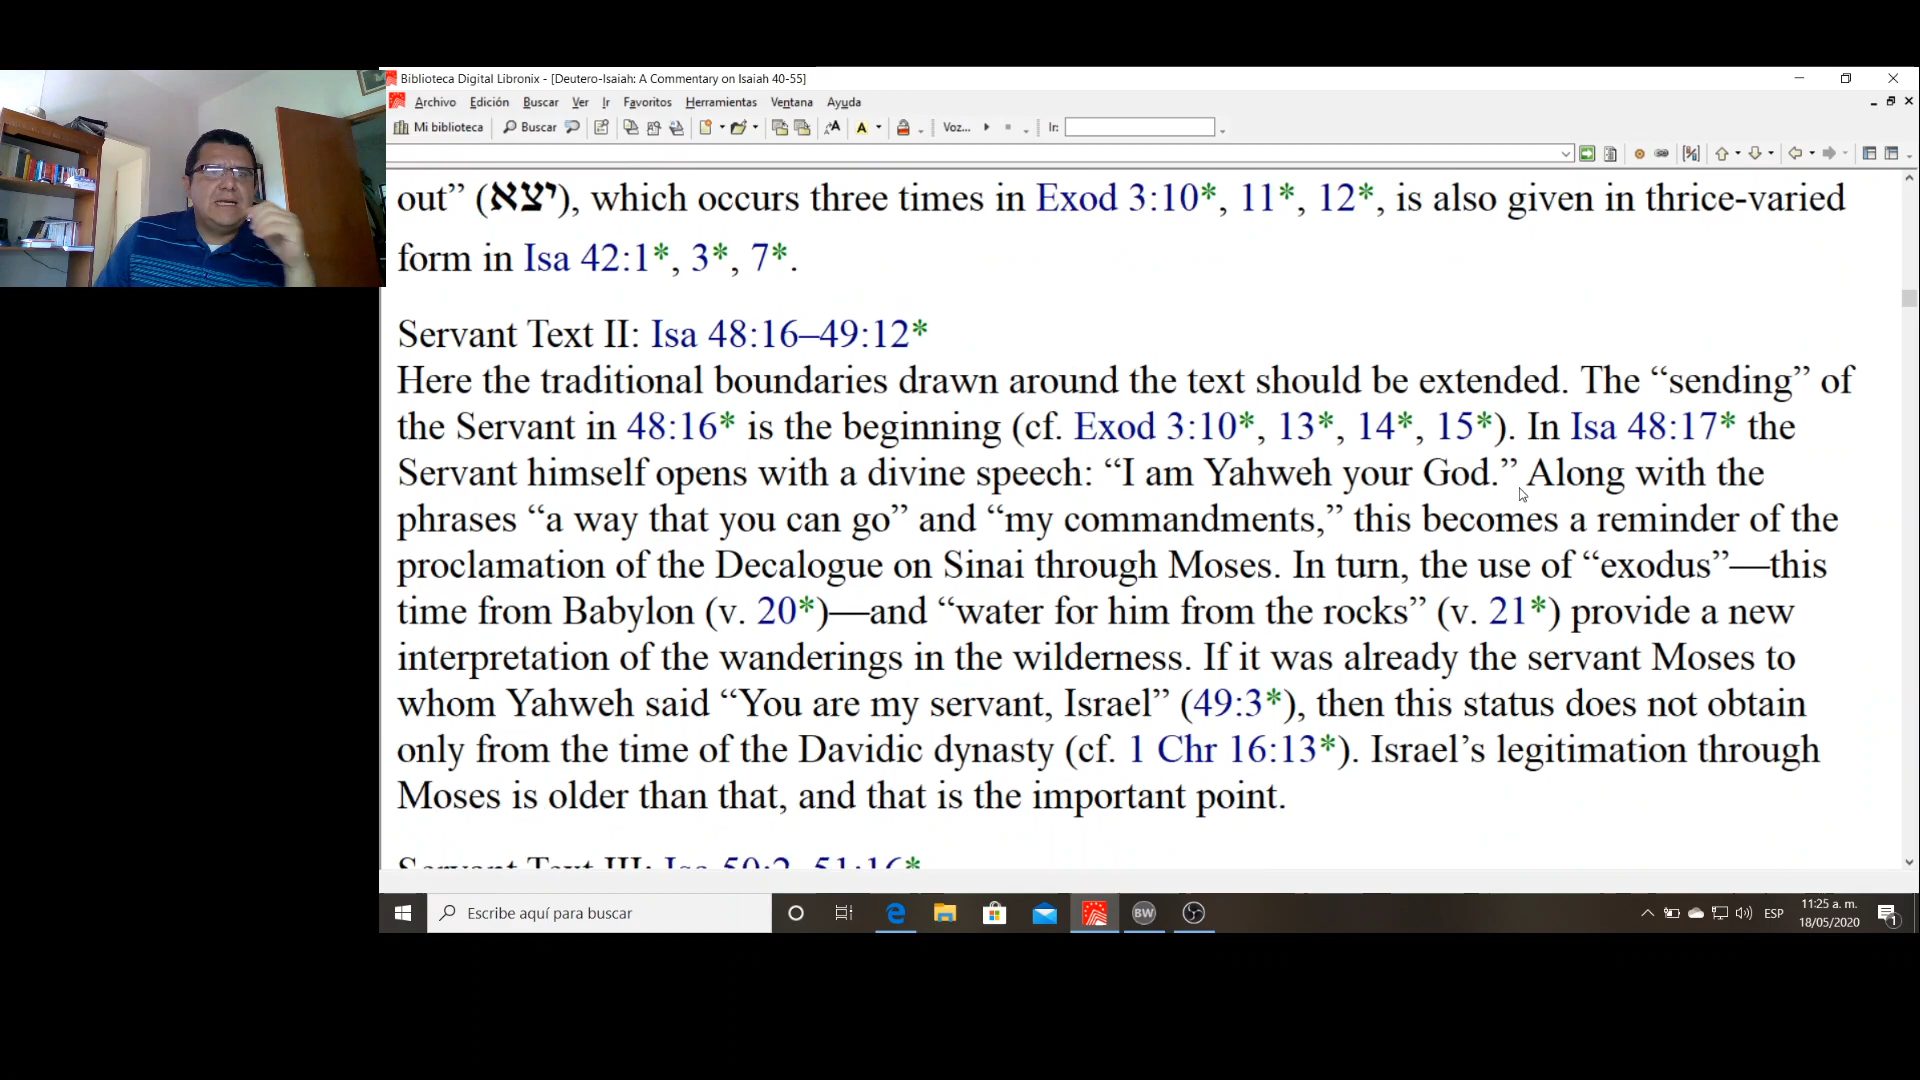 Biblioteca Digital Libronix - [Deutero-Isaiah: A Commentary on Isaiah 40-55]
Archivo Edición Buscar Ver Ir Favoritos Herramientas Ventana Ayuda
Mi biblioteca Buscar Voz... Ir:
out” (יצא), which occurs three times in Exod 3:10*, 11*, 12*, is also given in thrice-varied
form in Isa 42:1*, 3*, 7*.
Servant Text II: Isa 48:16–49:12*
Here the traditional boundaries drawn around the text should be extended. The “sending” of
the Servant in 48:16* is the beginning (cf. Exod 3:10*, 13*, 14*, 15*). In Isa 48:17* the
Servant himself opens with a divine speech: “I am Yahweh your God.” Along with the
phrases “a way that you can go” and “my commandments,” this becomes a reminder of the
proclamation of the Decalogue on Sinai through Moses. In turn, the use of “exodus”—this
time from Babylon (v. 20*)—and “water for him from the rocks” (v. 21*) provide a new
interpretation of the wanderings in the wilderness. If it was already the servant Moses to
whom Yahweh said “You are my servant, Israel” (49:3*), then this status does not obtain
only from the time of the Davidic dynasty (cf. 1 Chr 16:13*). Israel’s legitimation through
Moses is older than that, and that is the important point.
Servant Text III: Isa 50:2–51:16*
Escribe aquí para buscar
BW
ESP
11:25 a. m.
18/05/2020
1